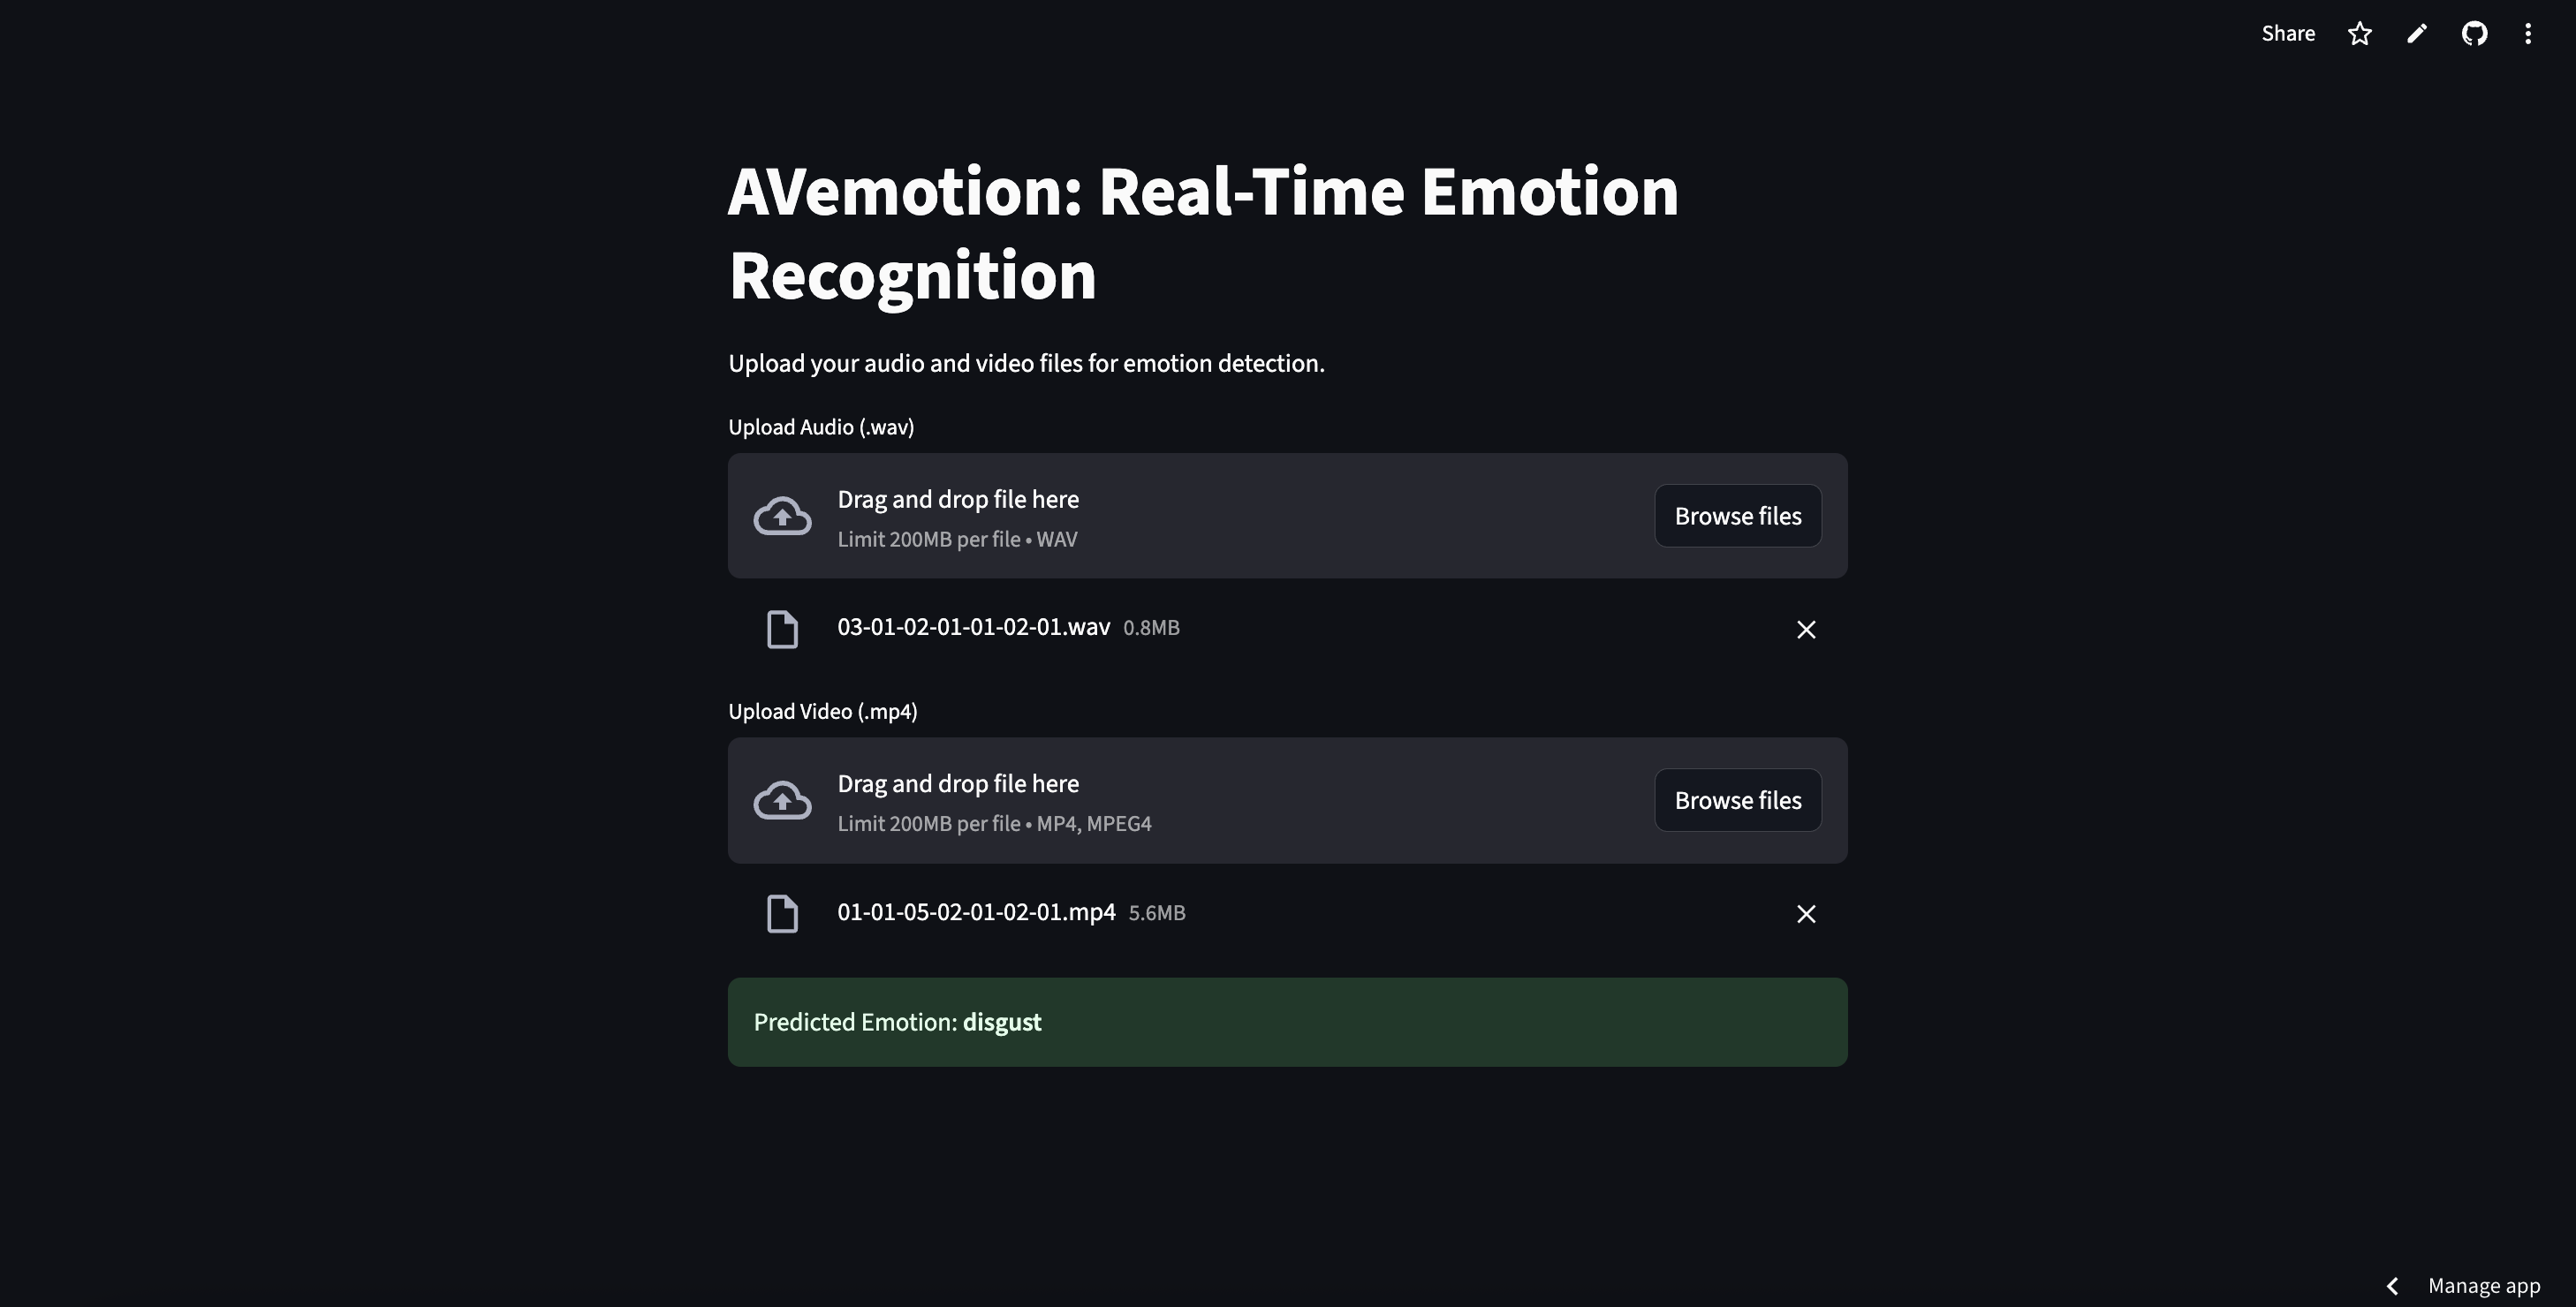 Share
AVemotion: Real-Time Emotion
Recognition
Upload your audio and video files for emotion detection.
Upload Audio (.wav)
Drag and drop file here
Limit 200MB per file • WAV
Browse files
03-01-02-01-01-02-01.wav 0.8MB
Upload Video (.mp4)
Drag and drop file here
Limit 200MB per file • MP4, MPEG4
Browse files
01-01-05-02-01-02-01.mp4 5.6MB
Predicted Emotion: disgust
Manage app